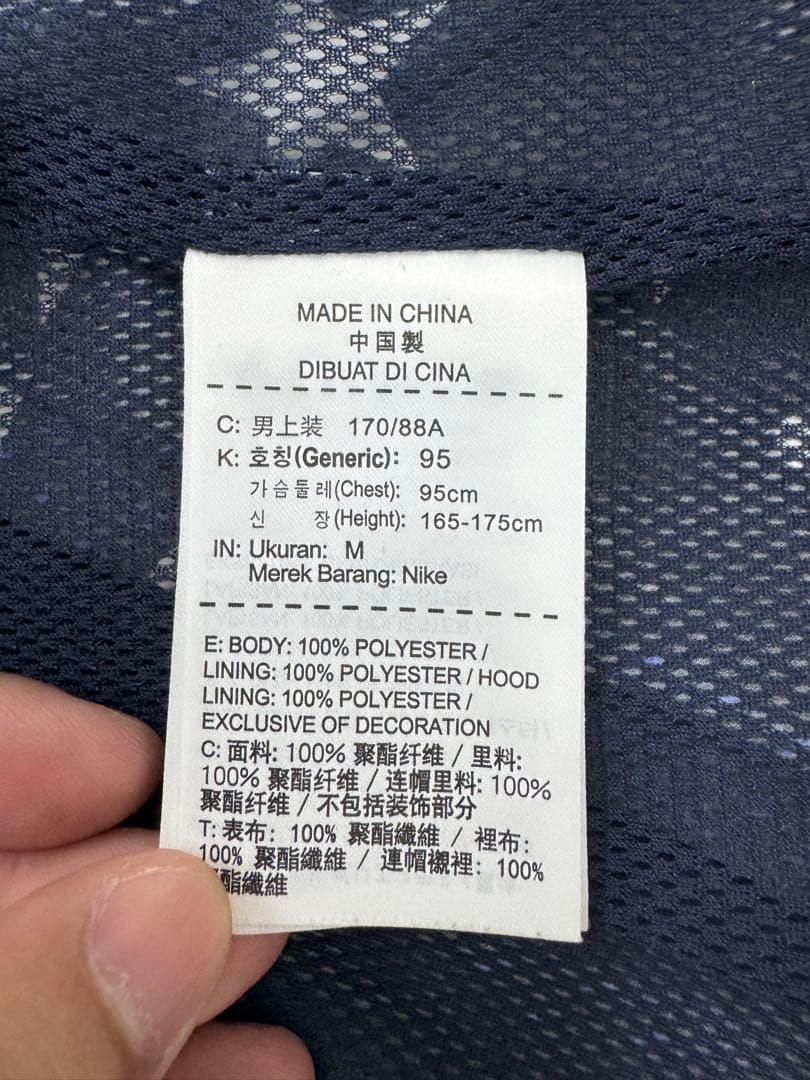 MADE IN CHINA
中国製
DIBUAT DI CINA
C: 男上装 170/88A
K: 호칭(Generic): 95
가슴둘레(Chest): 95cm
신 장(Height): 165-175cm
IN: Ukuran: M
Merek Barang: Nike
E: BODY: 100% POLYESTER /
LINING: 100% POLYESTER / HOOD
LINING: 100% POLYESTER /
EXCLUSIVE OF DECORATION
C: 面料: 100% 聚酯纤维 / 里料:
100% 聚酯纤维 / 连帽里料: 100%
聚酯纤维 / 不包括装饰部分
T: 表布: 100% 聚酯纖維 / 裡布:
100% 聚酯纖維 / 連帽襯裡: 100%
聚酯纖維